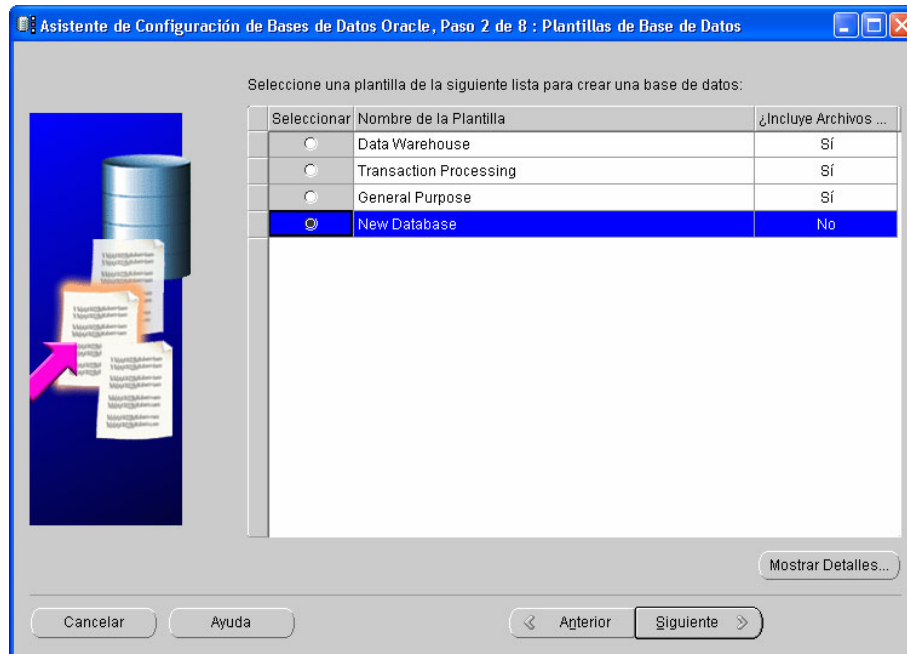 Asistente de Configuración de Bases de Datos Oracle, Paso 2 de 8 : Plantillas de Base de Datos
Seleccione una plantilla de la siguiente lista para crear una base de datos:
Seleccionar Nombre de la Plantilla ¿Incluye Archivos ...
Data Warehouse Sí
Transaction Processing Sí
General Purpose Sí
New Database No
Mostrar Detalles...
Cancelar Ayuda Anterior Siguiente